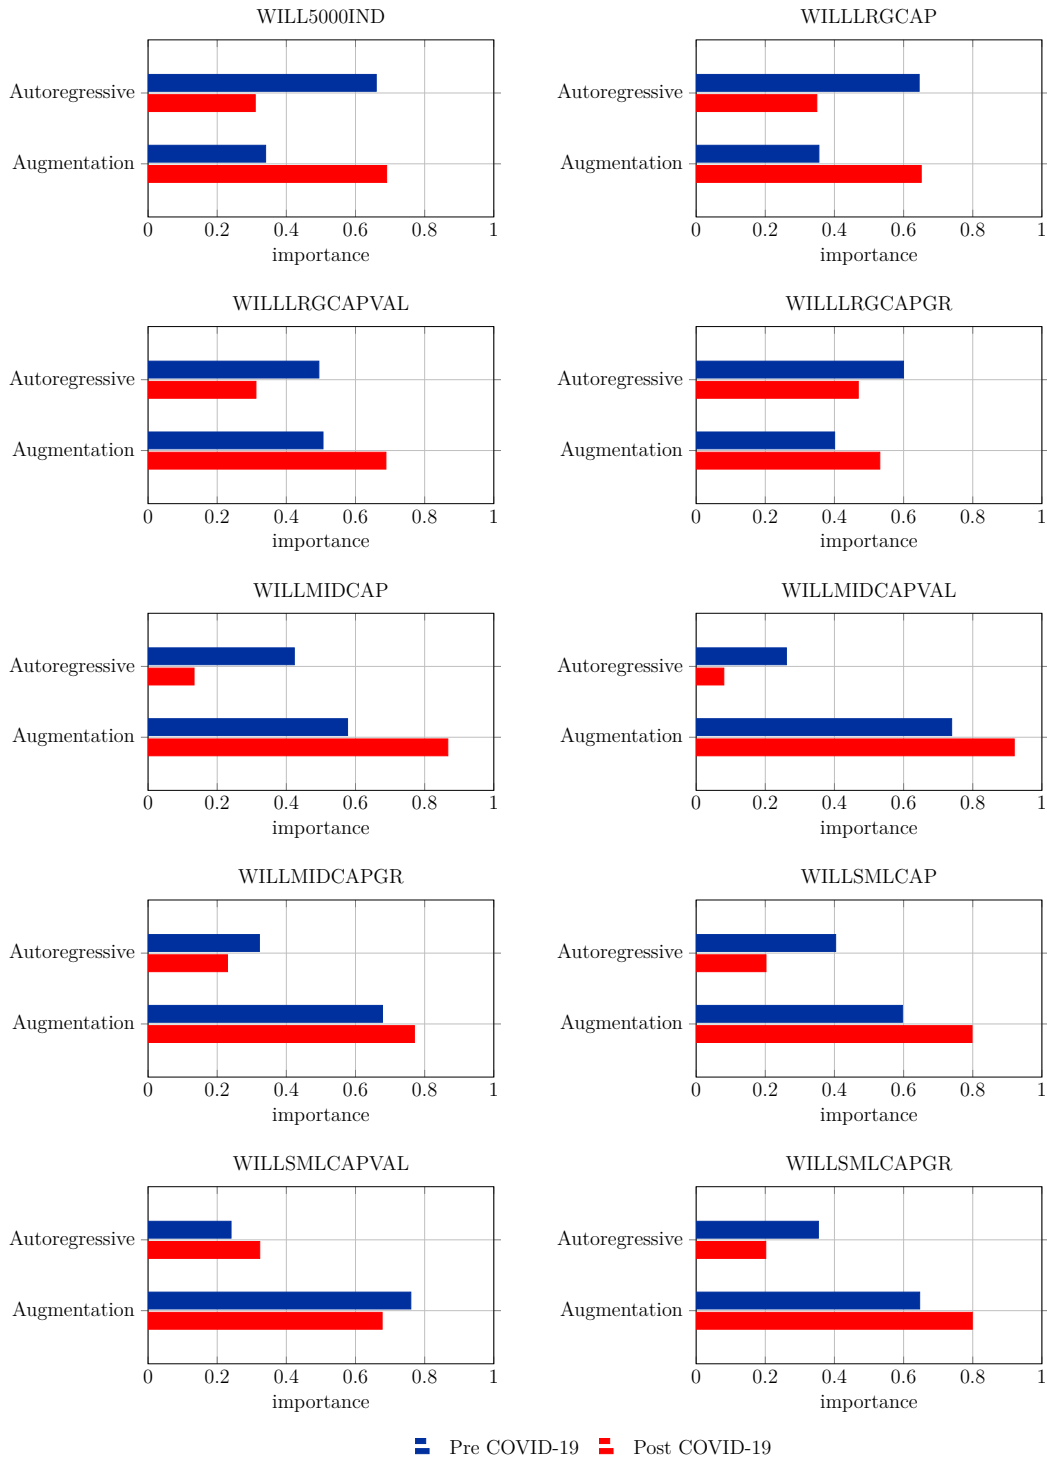 WILL5000IND
Autoregressive
Augmentation
0 0.2 0.4 0.6 0.8 1
importance
WILLLRGCAP
Autoregressive
Augmentation
0 0.2 0.4 0.6 0.8 1
importance
WILLLRGCAPVAL
Autoregressive
Augmentation
0 0.2 0.4 0.6 0.8 1
importance
WILLLRGCAPGR
Autoregressive
Augmentation
0 0.2 0.4 0.6 0.8 1
importance
WILLMIDCAP
Autoregressive
Augmentation
0 0.2 0.4 0.6 0.8 1
importance
WILLMIDCAPVAL
Autoregressive
Augmentation
0 0.2 0.4 0.6 0.8 1
importance
WILLMIDCAPGR
Autoregressive
Augmentation
0 0.2 0.4 0.6 0.8 1
importance
WILLSMLCAP
Autoregressive
Augmentation
0 0.2 0.4 0.6 0.8 1
importance
WILLSMLCAPVAL
Autoregressive
Augmentation
0 0.2 0.4 0.6 0.8 1
importance
WILLSMLCAPGR
Autoregressive
Augmentation
0 0.2 0.4 0.6 0.8 1
importance
Pre COVID-19 Post COVID-19